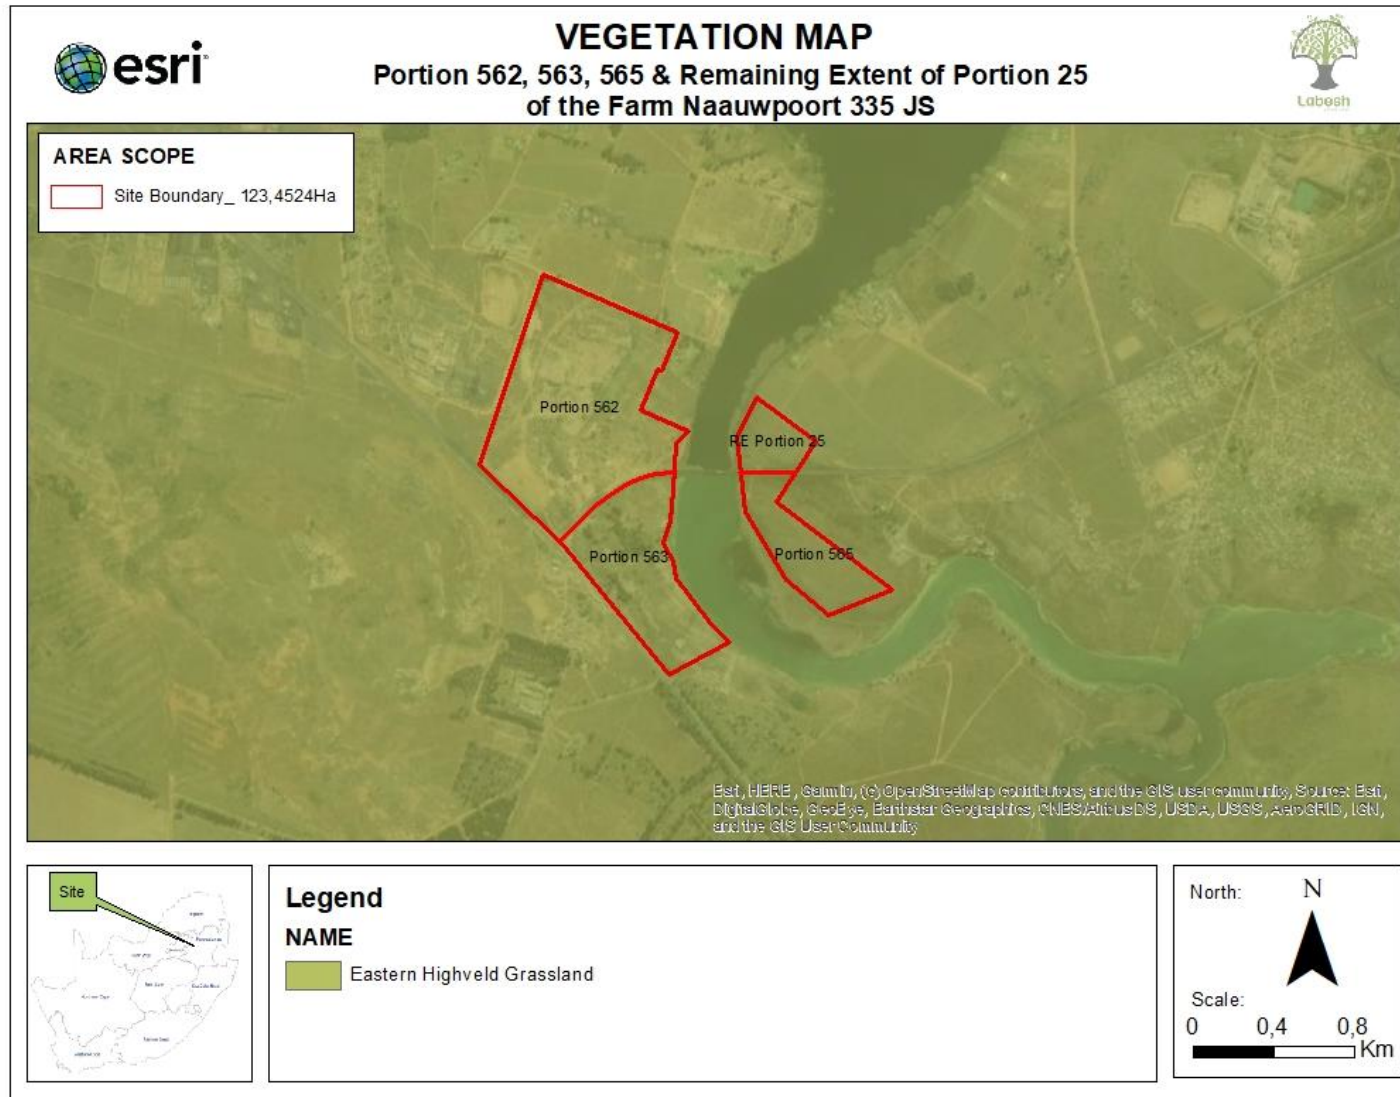 esri
VEGETATION MAP
Portion 562, 563, 565 & Remaining Extent of Portion 25
of the Farm Naauwpoort 335 JS
Labesh
AREA SCOPE
Site Boundary_ 123,4524Ha
Portion 562
RE Portion 25
Portion 563
Portion 565
Esri, HERE, Garmin, (c) OpenStreetMap contributors, and the GIS user community, Source: Esri,
DigitalGlobe, GeoEye, Earthstar Geographics, CNES/Airbus DS, USDA, USGS, AeroGRID, IGN,
and the GIS User Community
Site
Legend
NAME
Eastern Highveld Grassland
North:
N
Scale:
0 0,4 0,8
Km